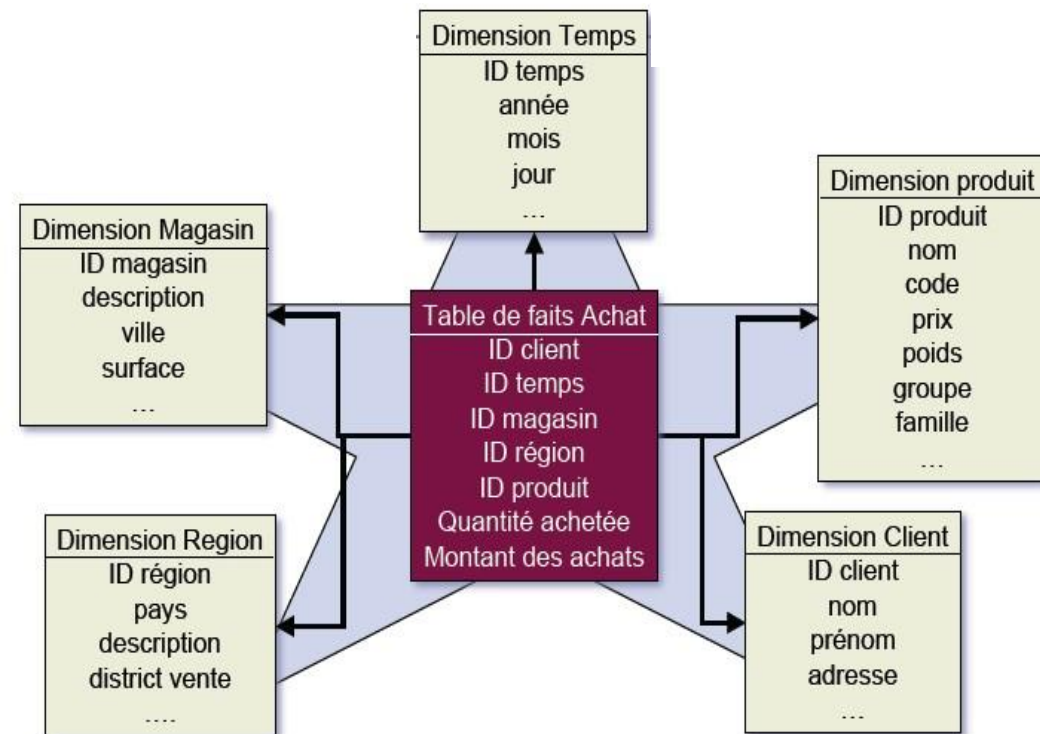 Dimension Temps
ID temps
année
mois
jour
...
Dimension produit
ID produit
nom
code
prix
poids
groupe
famille
...
Dimension Magasin
ID magasin
description
ville
surface
...
Table de faits Achat
ID client
ID temps
ID magasin
ID région
ID produit
Quantité achetée
Montant des achats
Dimension Region
ID région
pays
description
district vente
....
Dimension Client
ID client
nom
prénom
adresse
...